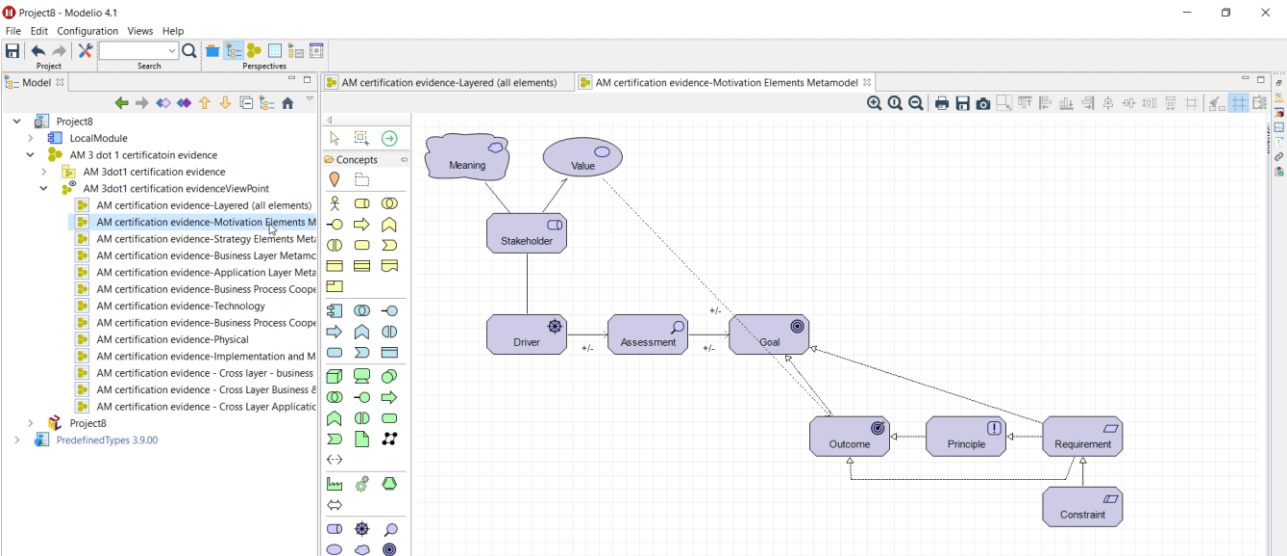 Project8 - Modelio 4.1
File Edit Configuration Views Help
Project Search Perspectives
Model
AM certification evidence-Layered (all elements)
AM certification evidence-Motivation Elements Metamodel
Project8
LocalModule
AM 3 dot 1 certificatoin evidence
AM 3dot1 certification evidence
AM 3dot1 certification evidenceViewPoint
AM certification evidence-Layered (all elements)
AM certification evidence-Motivation Elements M
AM certification evidence-Strategy Elements Meta
AM certification evidence-Business Layer Metamo
AM certification evidence-Application Layer Meta
AM certification evidence-Business Process Coope
AM certification evidence-Technology
AM certification evidence-Business Process Coope
AM certification evidence-Physical
AM certification evidence-Implementation and M
AM certification evidence - Cross layer - business
AM certification evidence - Cross Layer Business &
AM certification evidence - Cross Layer Applicatic
Project8
PredefinedTypes 3.9.00
Concepts
Meaning
Value
Stakeholder
Driver
+/-
Assessment
+/-
+/-
Goal
Outcome
Principle
Requirement
Constraint